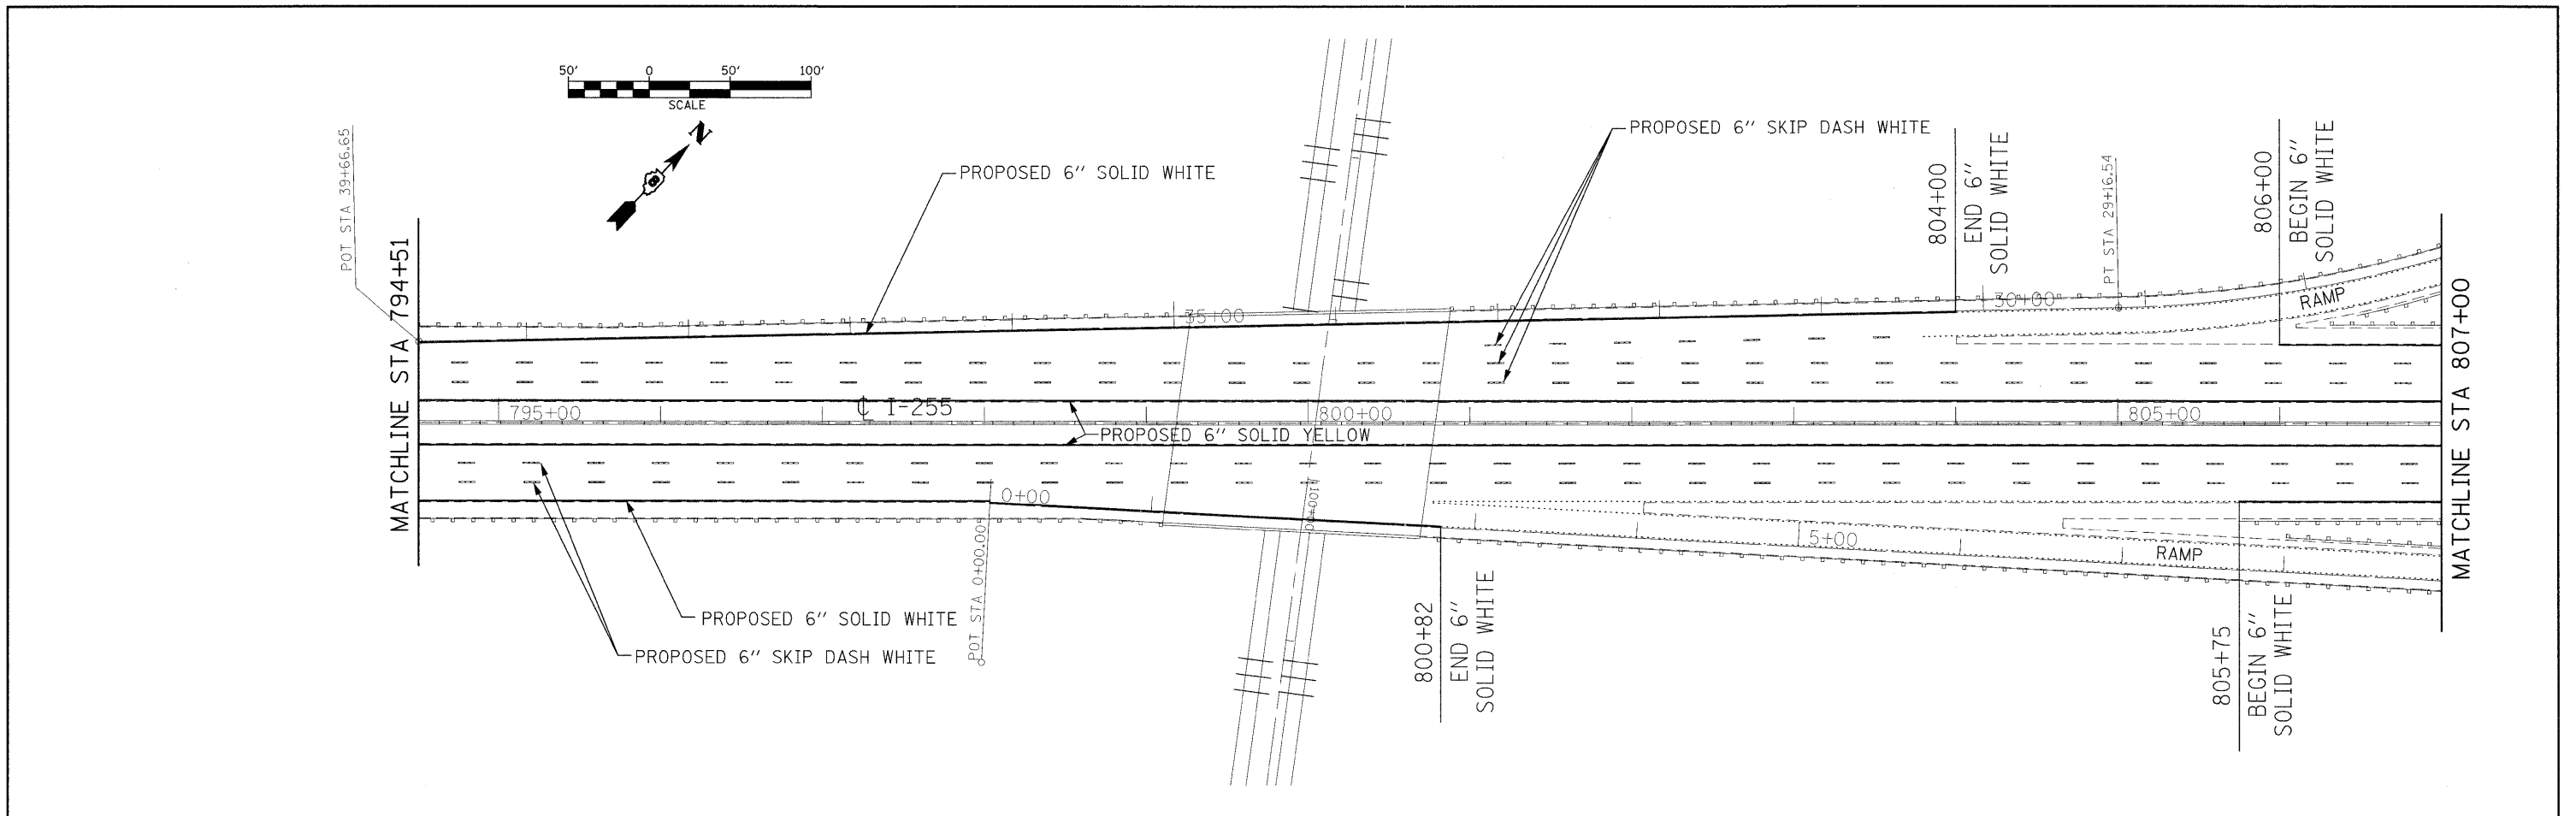 50' 0 50' 100'
SCALE
N
POT STA 39+66.65
MATCHLINE STA 794+51
PROPOSED 6" SOLID WHITE
PROPOSED 6" SKIP DASH WHITE
804+00
END 6"
SOLID WHITE
PT STA 29+16.54
806+00
BEGIN 6"
SOLID WHITE
35+00
30+00
RAMP
MATCHLINE STA 807+00
795+00
℄ I-255
800+00
805+00
PROPOSED 6" SOLID YELLOW
0+00
POT STA 0+00.00
5+00
RAMP
PROPOSED 6" SOLID WHITE
PROPOSED 6" SKIP DASH WHITE
800+82
END 6"
SOLID WHITE
805+75
BEGIN 6"
SOLID WHITE